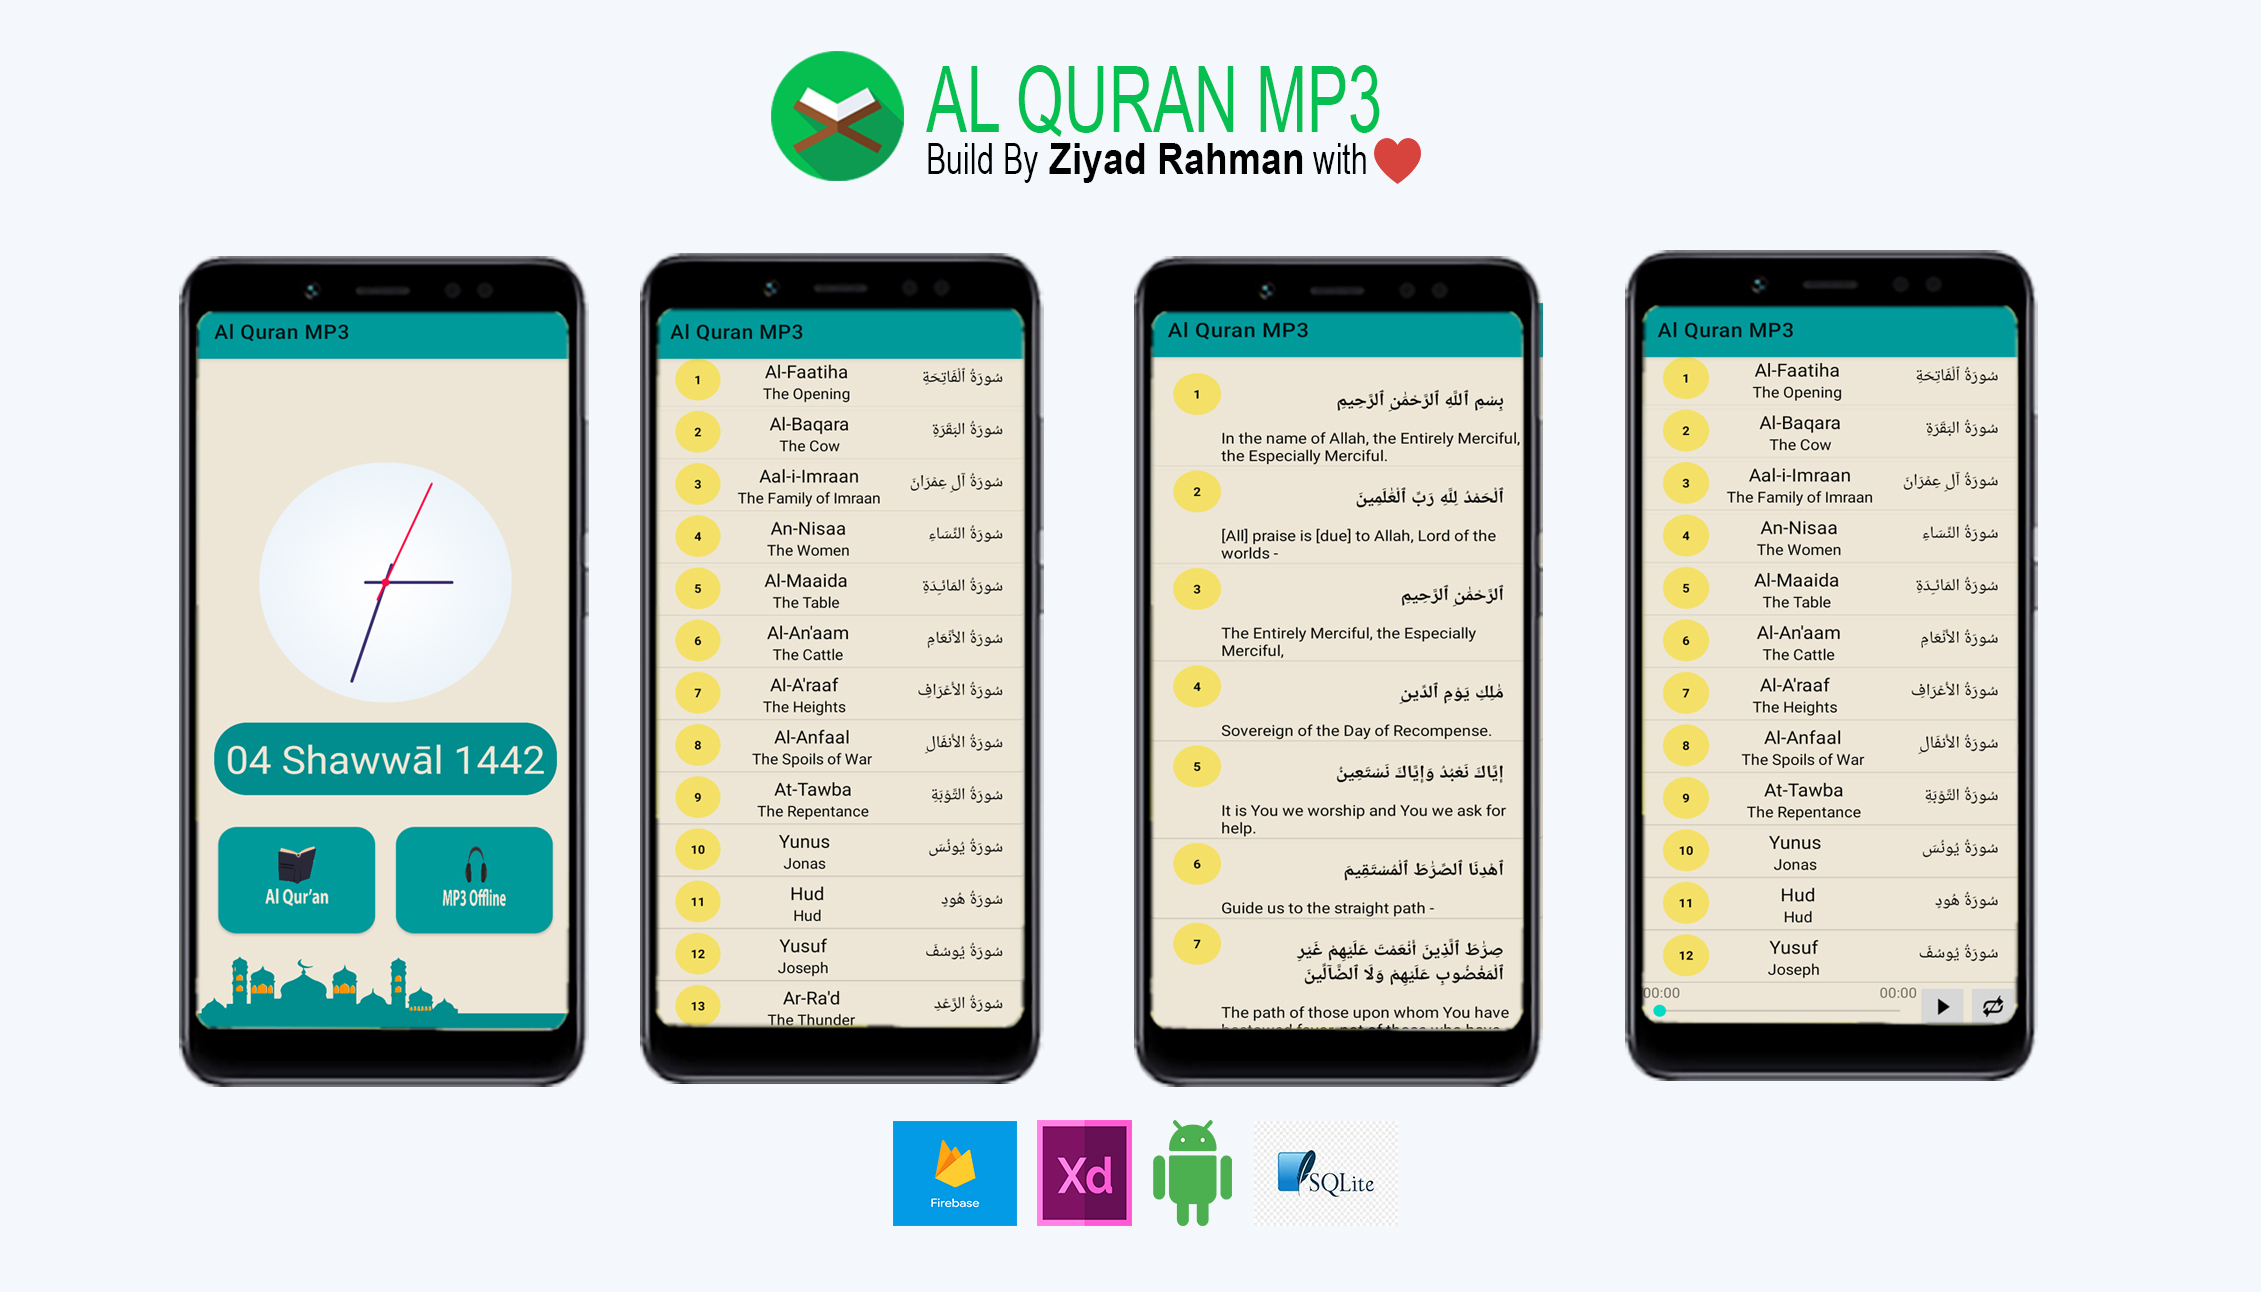 AL QURAN MP3
Build By Ziyad Rahman with
Al Quran MP3
04 Shawwāl 1442
Al Qur'an
MP3 Offline
Al Quran MP3
1 Al-Faatiha سُورَةُ ٱلْفَاتِحَةِ
The Opening
2 Al-Baqara سُورَةُ البَقَرَةِ
The Cow
3 Aal-i-Imraan سُورَةُ آلِ عِمۡرَانَ
The Family of Imraan
4 An-Nisaa سُورَةُ النِّسَاءِ
The Women
5 Al-Maaida سُورَةُ المَائـِدَةِ
The Table
6 Al-An'aam سُورَةُ الأَنۡعَامِ
The Cattle
7 Al-A'raaf سُورَةُ الأَعۡرَافِ
The Heights
8 Al-Anfaal سُورَةُ الأَنفَالِ
The Spoils of War
9 At-Tawba سُورَةُ التَّوۡبَةِ
The Repentance
10 Yunus سُورَةُ يُونُسَ
Jonas
11 Hud سُورَةُ هُودٍ
Hud
12 Yusuf سُورَةُ يُوسُفَ
Joseph
13 Ar-Ra'd سُورَةُ الرَّعۡدِ
The Thunder
Al Quran MP3
1
بِسۡمِ ٱللَّهِ ٱلرَّحۡمَٰنِ ٱلرَّحِيمِ
In the name of Allah, the Entirely Merciful,
the Especially Merciful.
2
ٱلۡحَمۡدُ لِلَّهِ رَبِّ ٱلۡعَٰلَمِينَ
[All] praise is [due] to Allah, Lord of the
worlds -
3
ٱلرَّحۡمَٰنِ ٱلرَّحِيمِ
The Entirely Merciful, the Especially
Merciful,
4
مَٰلِكِ يَوۡمِ ٱلدِّينِ
Sovereign of the Day of Recompense.
5
إِيَّاكَ نَعۡبُدُ وَإِيَّاكَ نَسۡتَعِينُ
It is You we worship and You we ask for
help.
6
ٱهۡدِنَا ٱلصِّرَٰطَ ٱلۡمُسۡتَقِيمَ
Guide us to the straight path -
7
صِرَٰطَ ٱلَّذِينَ أَنۡعَمۡتَ عَلَيۡهِمۡ غَيۡرِ
ٱلۡمَغۡضُوبِ عَلَيۡهِمۡ وَلَا ٱلضَّآلِّينَ
The path of those upon whom You have
Al Quran MP3
1 Al-Faatiha سُورَةُ ٱلْفَاتِحَةِ
The Opening
2 Al-Baqara سُورَةُ البَقَرَةِ
The Cow
3 Aal-i-Imraan سُورَةُ آلِ عِمۡرَانَ
The Family of Imraan
4 An-Nisaa سُورَةُ النِّسَاءِ
The Women
5 Al-Maaida سُورَةُ المَائـِدَةِ
The Table
6 Al-An'aam سُورَةُ الأَنۡعَامِ
The Cattle
7 Al-A'raaf سُورَةُ الأَعۡرَافِ
The Heights
8 Al-Anfaal سُورَةُ الأَنفَالِ
The Spoils of War
9 At-Tawba سُورَةُ التَّوۡبَةِ
The Repentance
10 Yunus سُورَةُ يُونُسَ
Jonas
11 Hud سُورَةُ هُودٍ
Hud
12 Yusuf سُورَةُ يُوسُفَ
Joseph
00:00 00:00
Firebase
Xd
SQLite